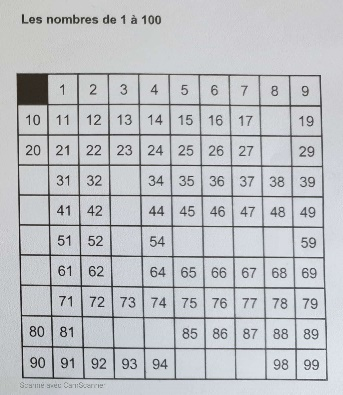 Les nombres de 1 à 100
1 2 3 4 5 6 7 8 9
10 11 12 13 14 15 16 17 19
20 21 22 23 24 25 26 27 29
31 32 34 35 36 37 38 39
41 42 44 45 46 47 48 49
51 52 54 59
61 62 64 65 66 67 68 69
71 72 73 74 75 76 77 78 79
80 81 85 86 87 88 89
90 91 92 93 94 98 99
Scanné avec CamScanner